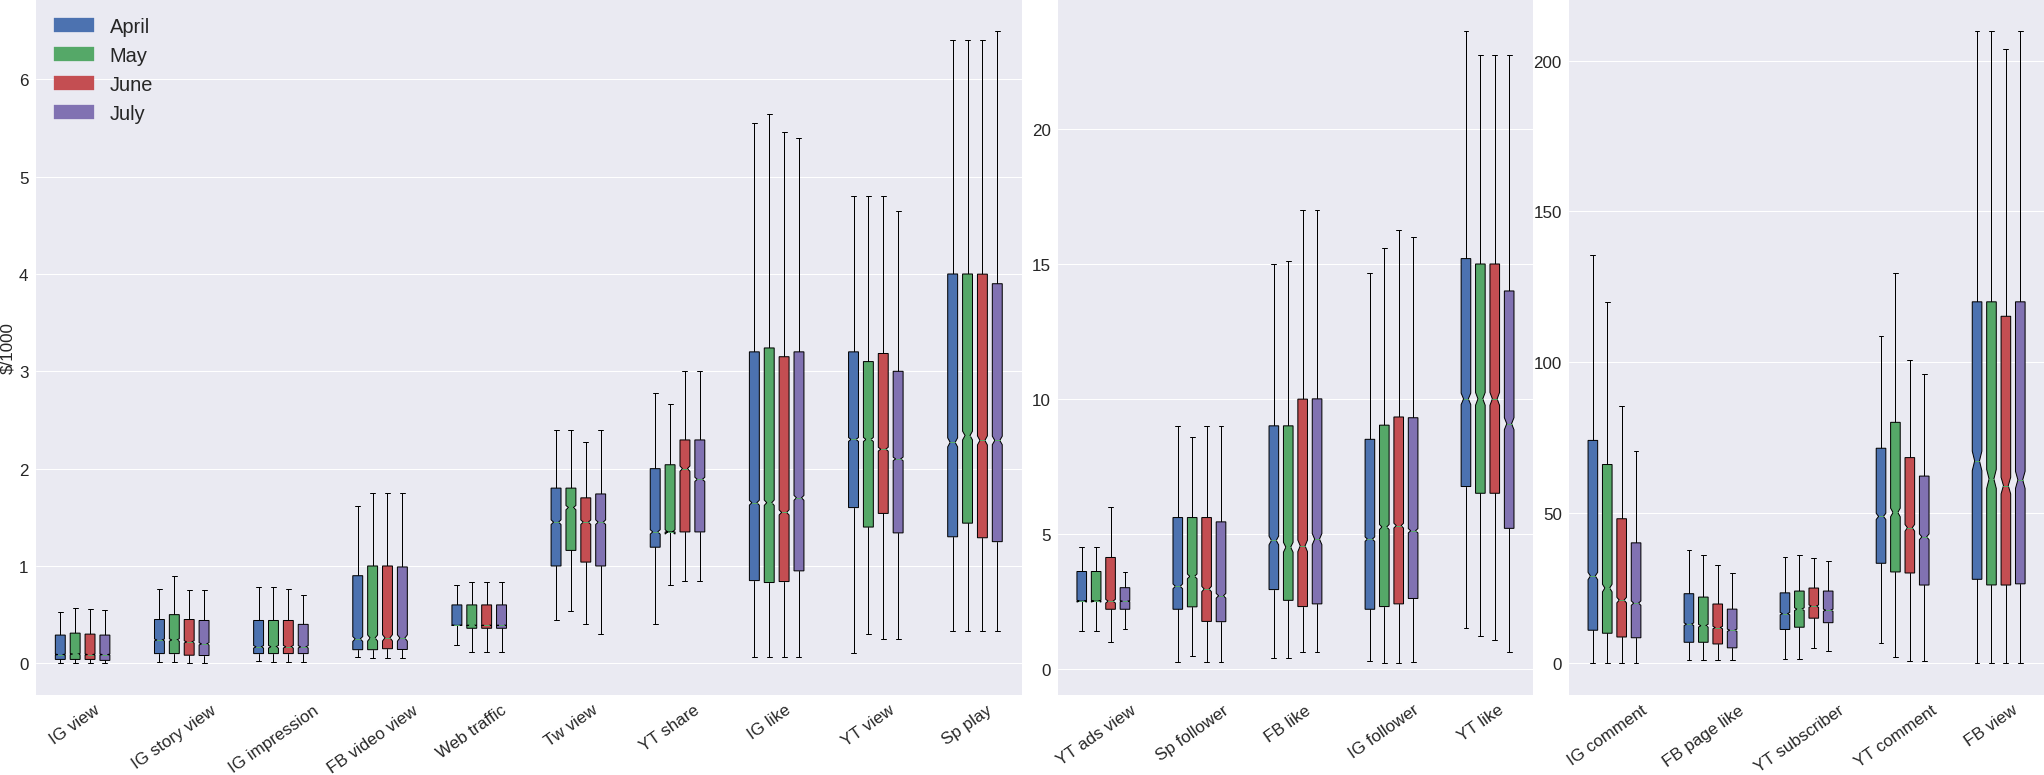 April
May
June
July
$/1000
6
5
4
3
2
1
0
IG view
IG story view
IG impression
FB video view
Web traffic
Tw view
YT share
IG like
YT view
Sp play
20
15
10
5
0
YT ads view
Sp follower
FB like
IG follower
YT like
200
150
100
50
0
IG comment
FB page like
YT subscriber
YT comment
FB view